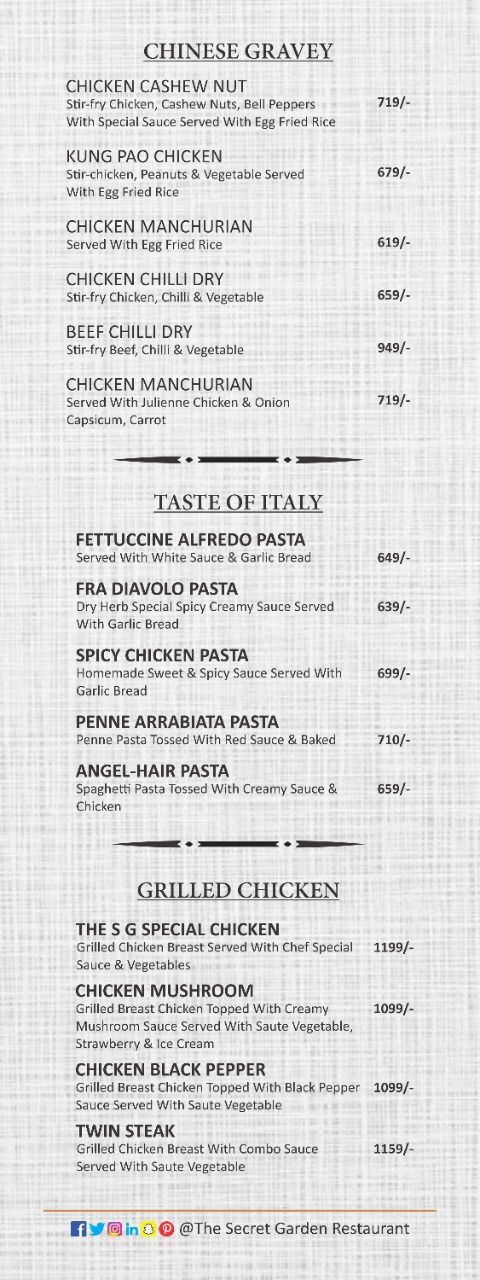 CHINESE GRAVEY
CHICKEN CASHEW NUT
Stir-fry Chicken, Cashew Nuts, Bell Peppers 719/-
With Special Sauce Served With Egg Fried Rice
KUNG PAO CHICKEN
Stir-chicken, Peanuts & Vegetable Served 679/-
With Egg Fried Rice
CHICKEN MANCHURIAN
Served With Egg Fried Rice 619/-
CHICKEN CHILLI DRY
Stir-fry Chicken, Chilli & Vegetable 659/-
BEEF CHILLI DRY
Stir-fry Beef, Chilli & Vegetable 949/-
CHICKEN MANCHURIAN
Served With Julienne Chicken & Onion 719/-
Capsicum, Carrot
TASTE OF ITALY
FETTUCCINE ALFREDO PASTA
Served With White Sauce & Garlic Bread 649/-
FRA DIAVOLO PASTA
Dry Herb Special Spicy Creamy Sauce Served 639/-
With Garlic Bread
SPICY CHICKEN PASTA
Homemade Sweet & Spicy Sauce Served With 699/-
Garlic Bread
PENNE ARRABIATA PASTA
Penne Pasta Tossed With Red Sauce & Baked 710/-
ANGEL-HAIR PASTA
Spaghetti Pasta Tossed With Creamy Sauce & 659/-
Chicken
GRILLED CHICKEN
THE S G SPECIAL CHICKEN
Grilled Chicken Breast Served With Chef Special 1199/-
Sauce & Vegetables
CHICKEN MUSHROOM
Grilled Breast Chicken Topped With Creamy 1099/-
Mushroom Sauce Served With Saute Vegetable,
Strawberry & Ice Cream
CHICKEN BLACK PEPPER
Grilled Breast Chicken Topped With Black Pepper 1099/-
Sauce Served With Saute Vegetable
TWIN STEAK
Grilled Chicken Breast With Combo Sauce 1159/-
Served With Saute Vegetable
@The Secret Garden Restaurant